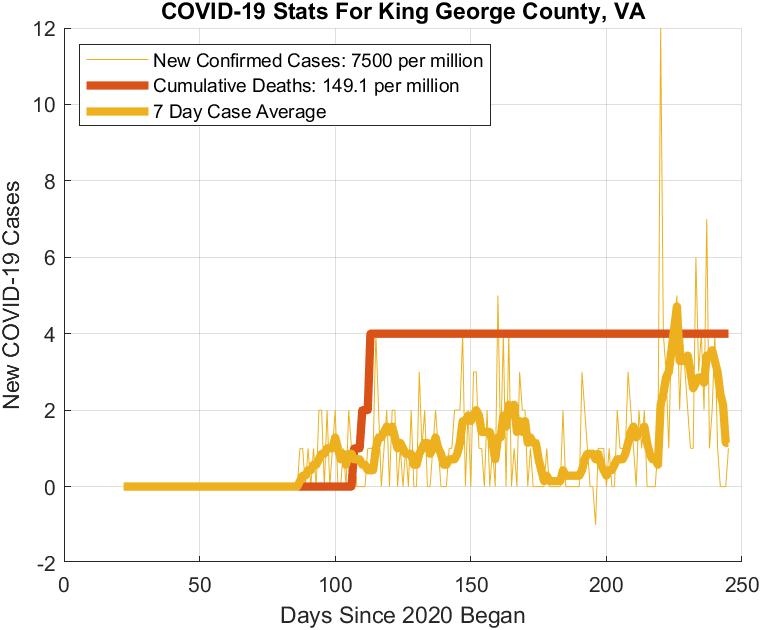 COVID-19 Stats For King George County, VA
New Confirmed Cases: 7500 per million
Cumulative Deaths: 149.1 per million
7 Day Case Average
New COVID-19 Cases
12
10
8
6
4
2
0
-2
0 50 100 150 200 250
Days Since 2020 Began